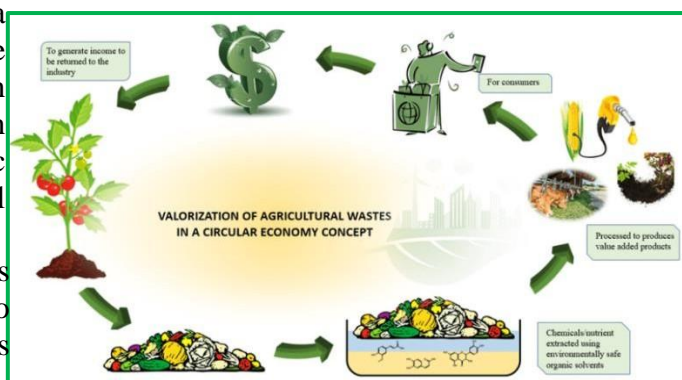 To generate income to
be returned to the
industry
For consumers
VALORIZATION OF AGRICULTURAL WASTES
IN A CIRCULAR ECONOMY CONCEPT
Processed to produces
value added products
Chemicals/nutrient
extracted using
environmentally safe
organic solvents